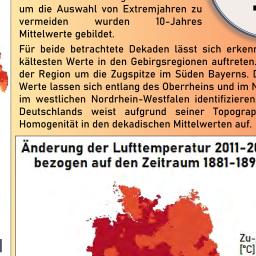 um die Auswahl von Extremjahren zu
vermeiden wurden 10-Jahres
Mittelwerte gebildet.
Für beide betrachtete Dekaden lässt sich
kältesten Werte in den Gebirgsregionen auftreten.
der Region um die Zugspitze im Süden Bayerns.
Werte lassen sich entlang des Oberrheins und im
im westlichen Nordrhein-Westfalen identifizieren
Deutschlands weist aufgrund seiner
Homogenität in den dekadischen Mittelwerten auf.
Änderung der Lufttemperatur 2011-20
bezogen auf den Zeitraum 1881-189
Zu-
[°C]